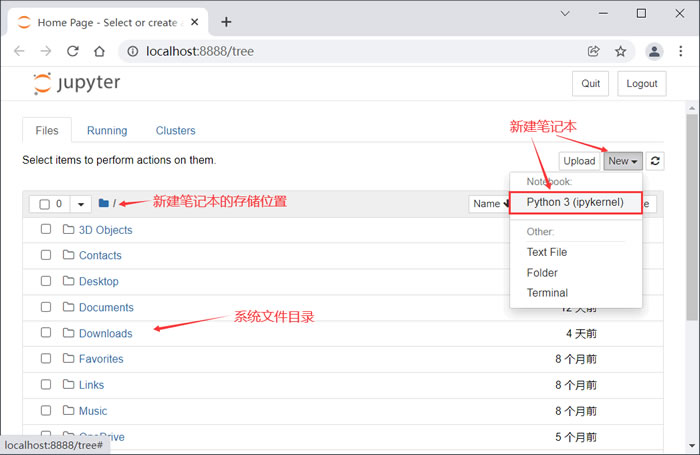 Home Page - Select or create a
localhost:8888/tree
jupyter
Quit
Logout
Files
Running
Clusters
新建笔记本
Select items to perform actions on them.
Upload
New
Notebook:
Python 3 (ipykernel)
Other:
Text File
Folder
Terminal
0
/
新建笔记本的存储位置
Name
3D Objects
Contacts
Desktop
Documents
12 天前
系统文件目录
Downloads
4 天前
Favorites
8 个月前
Links
8 个月前
Music
8 个月前
OneDrive
5 个月前
localhost:8888/tree#